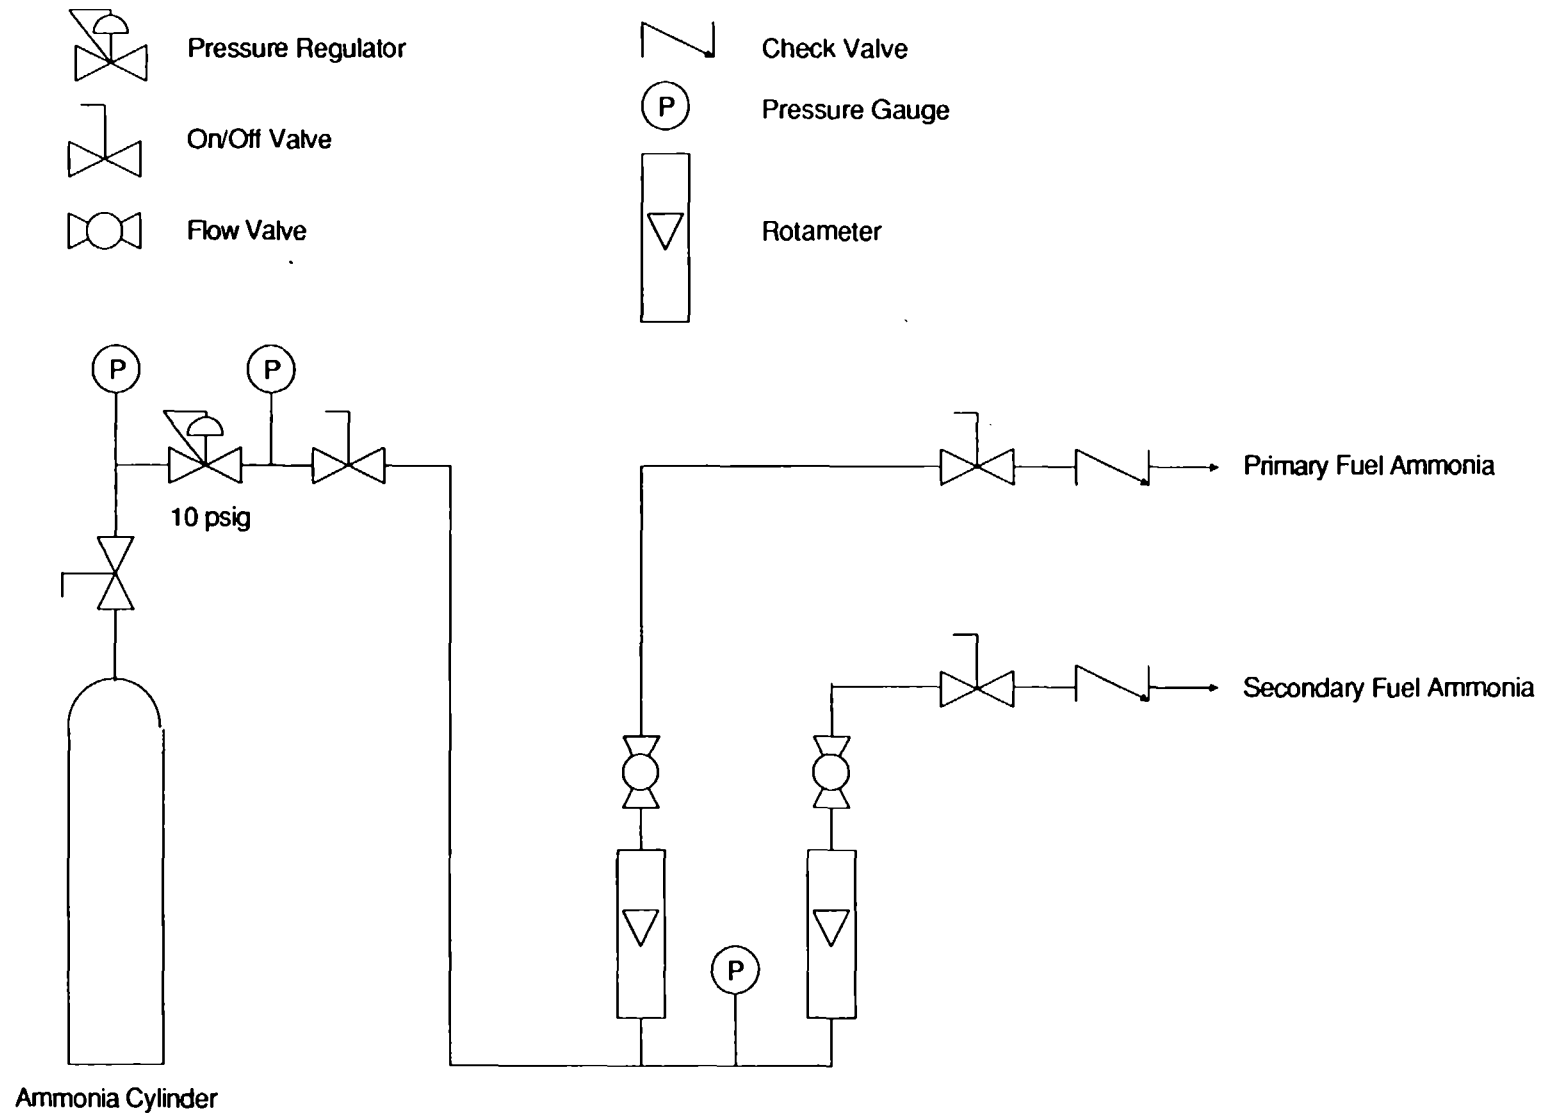 Pressure Regulator
On/Off Valve
Flow Valve
Check Valve
P
Pressure Gauge
Rotameter
P
P
10 psig
Primary Fuel Ammonia
Secondary Fuel Ammonia
P
Ammonia Cylinder